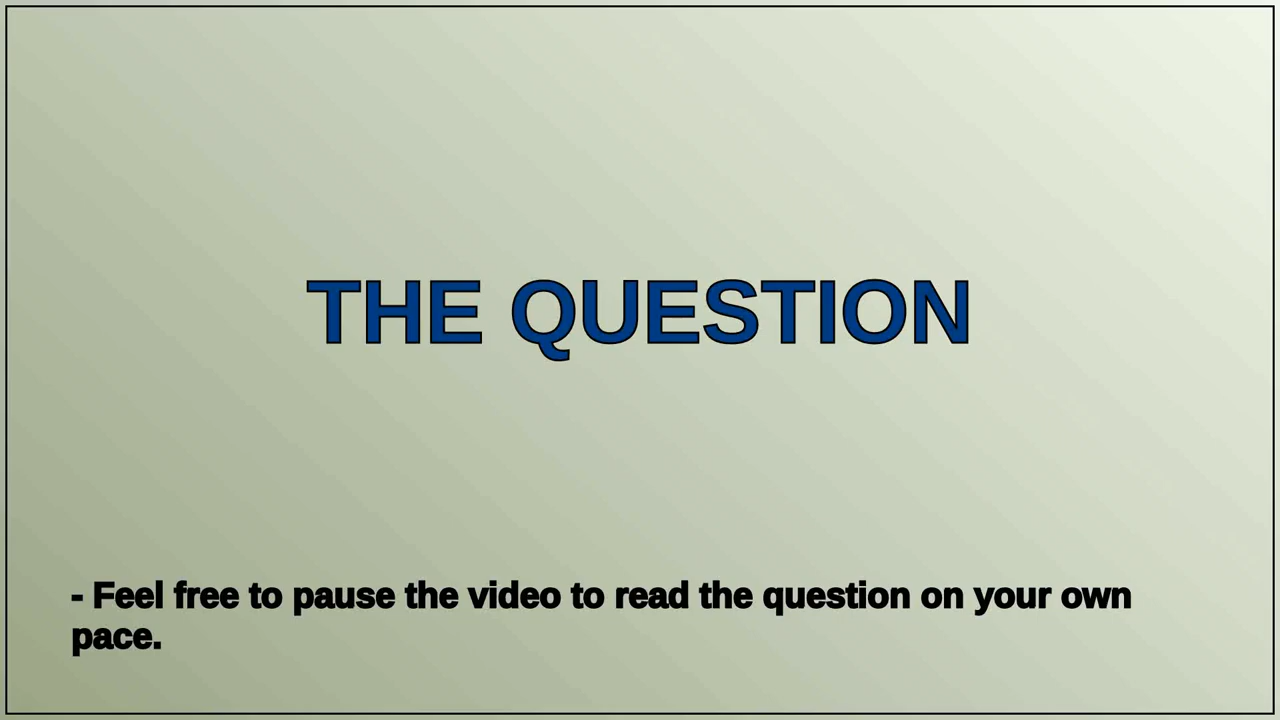 THE QUESTION
- Feel free to pause the video to read the question on your own
pace.